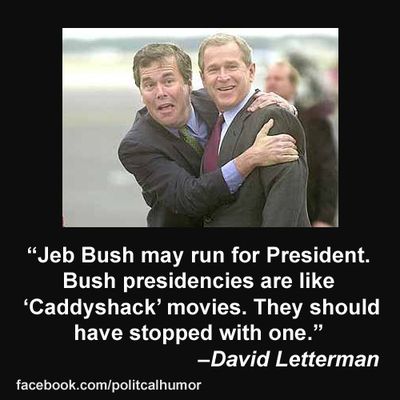 “Jeb Bush may run for President.
Bush presidencies are like
‘Caddyshack’ movies. They should
have stopped with one.”
–David Letterman
facebook.com/politcalhumor